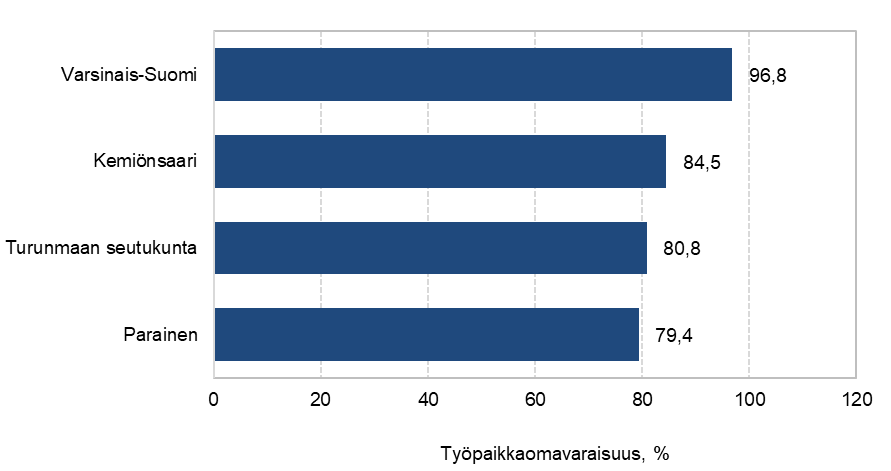 Varsinais-Suomi 96,8
Kemiönsaari 84,5
Turunmaan seutukunta 80,8
Parainen 79,4
0 20 40 60 80 100 120
Työpaikkaomavaraisuus, %